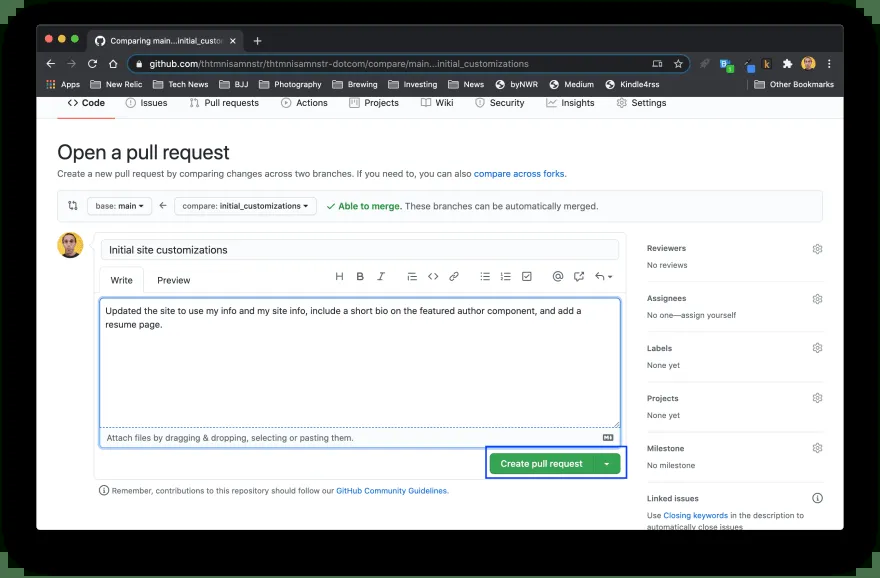 Comparing main...initial_custo
github.com/thtmnisamnstr/thtmnisamnstr-dotcom/compare/main...initial_customizations
Apps New Relic Tech News BJJ Photography Brewing Investing News byNWR Medium Kindle4rss Other Bookmarks
Code Issues Pull requests Actions Projects Wiki Security Insights Settings
Open a pull request
Create a new pull request by comparing changes across two branches. If you need to, you can also compare across forks.
base: main compare: initial_customizations Able to merge. These branches can be automatically merged.
Initial site customizations
Write Preview
Updated the site to use my info and my site info, include a short bio on the featured author component, and add a
resume page.
Attach files by dragging & dropping, selecting or pasting them.
Create pull request
Remember, contributions to this repository should follow our GitHub Community Guidelines.
Reviewers
No reviews
Assignees
No one—assign yourself
Labels
None yet
Projects
None yet
Milestone
No milestone
Linked issues
Use Closing keywords in the description to
automatically close issues